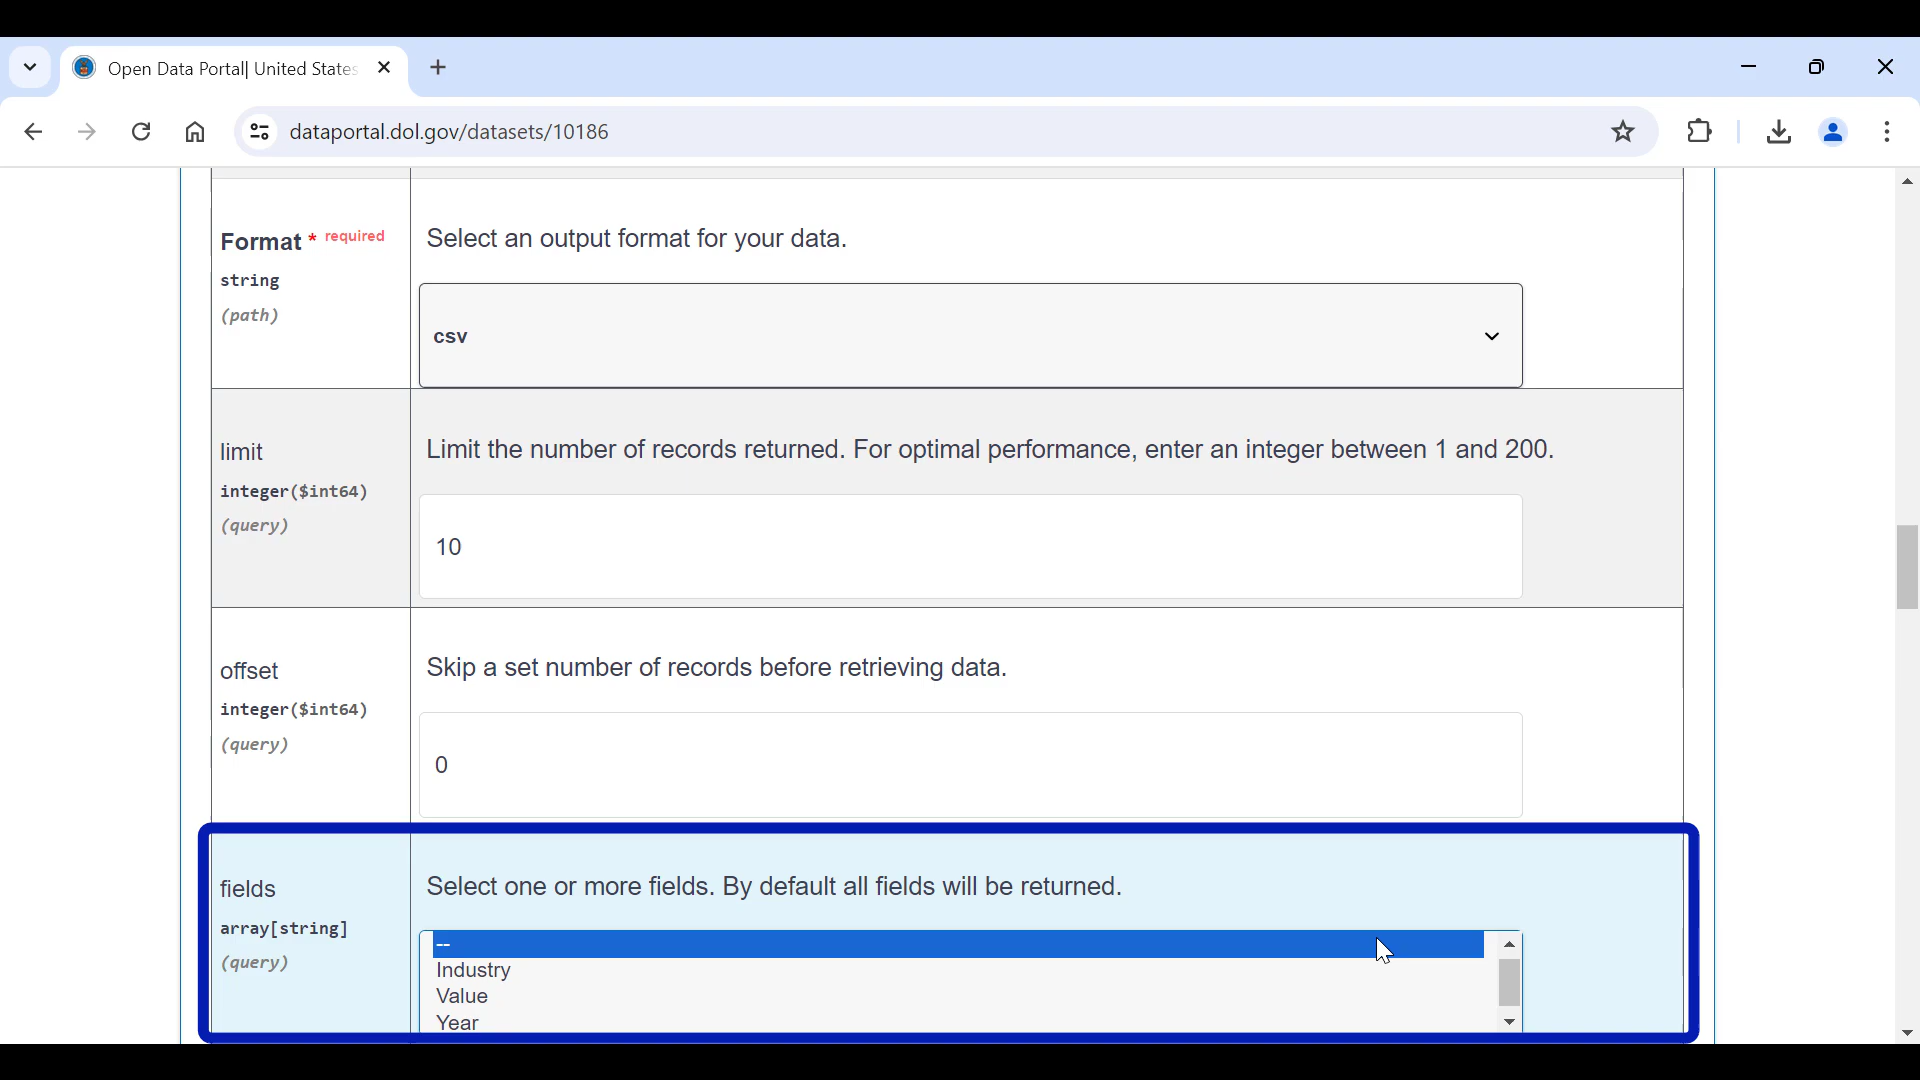 Open Data Portal| United States
dataportal.dol.gov/datasets/10186
Format * required
string
(path)
Select an output format for your data.
csv
limit
integer($int64)
(query)
Limit the number of records returned. For optimal performance, enter an integer between 1 and 200.
10
offset
integer($int64)
(query)
Skip a set number of records before retrieving data.
0
fields
array[string]
(query)
Select one or more fields. By default all fields will be returned.
--
Industry
Value
Year